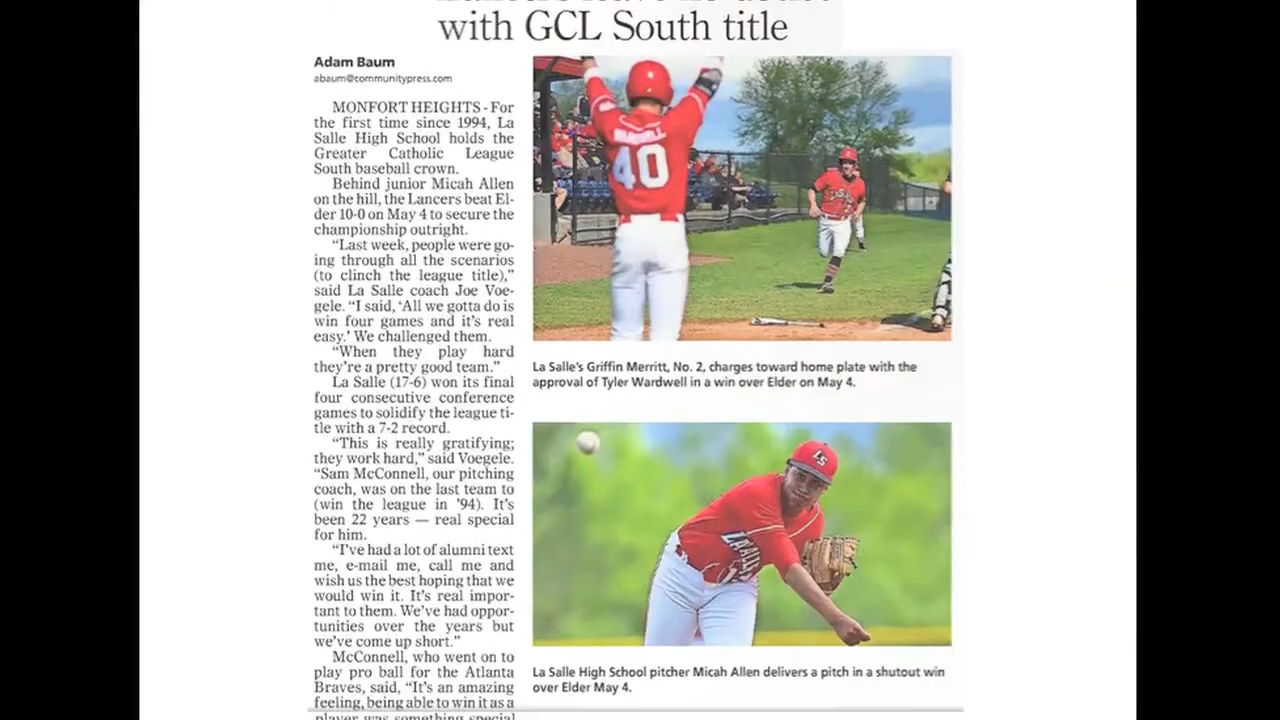 with GCL South title
Adam Baum
abaum@communitypress.com
MONFORT HEIGHTS - For
the first time since 1994, La
Salle High School holds the
Greater Catholic League
South baseball crown.
Behind junior Micah Allen
on the hill, the Lancers beat El-
der 10-0 on May 4 to secure the
championship outright.
“Last week, people were go-
ing through all the scenarios
(to clinch the league title),”
said La Salle coach Joe Voe-
gele. “I said, ‘All we gotta do is
win four games and it’s real
easy.’ We challenged them.
“When they play hard
they’re a pretty good team.”
La Salle (17-6) won its final
four consecutive conference
games to solidify the league ti-
tle with a 7-2 record.
“This is really gratifying;
they work hard,” said Voegele.
“Sam McConnell, our pitching
coach, was on the last team to
(win the league in ’94). It’s
been 22 years — real special
for him.
“I’ve had a lot of alumni text
me, e-mail me, call me and
wish us the best hoping that we
would win it. It’s real impor-
tant to them. We’ve had oppor-
tunities over the years but
we’ve come up short.”
McConnell, who went on to
play pro ball for the Atlanta
Braves, said, “It’s an amazing
feeling, being able to win it as a
player was something special
40
La Salle’s Griffin Merritt, No. 2, charges toward home plate with the
approval of Tyler Wardwell in a win over Elder on May 4.
LS
La Salle High School pitcher Micah Allen delivers a pitch in a shutout win
over Elder May 4.